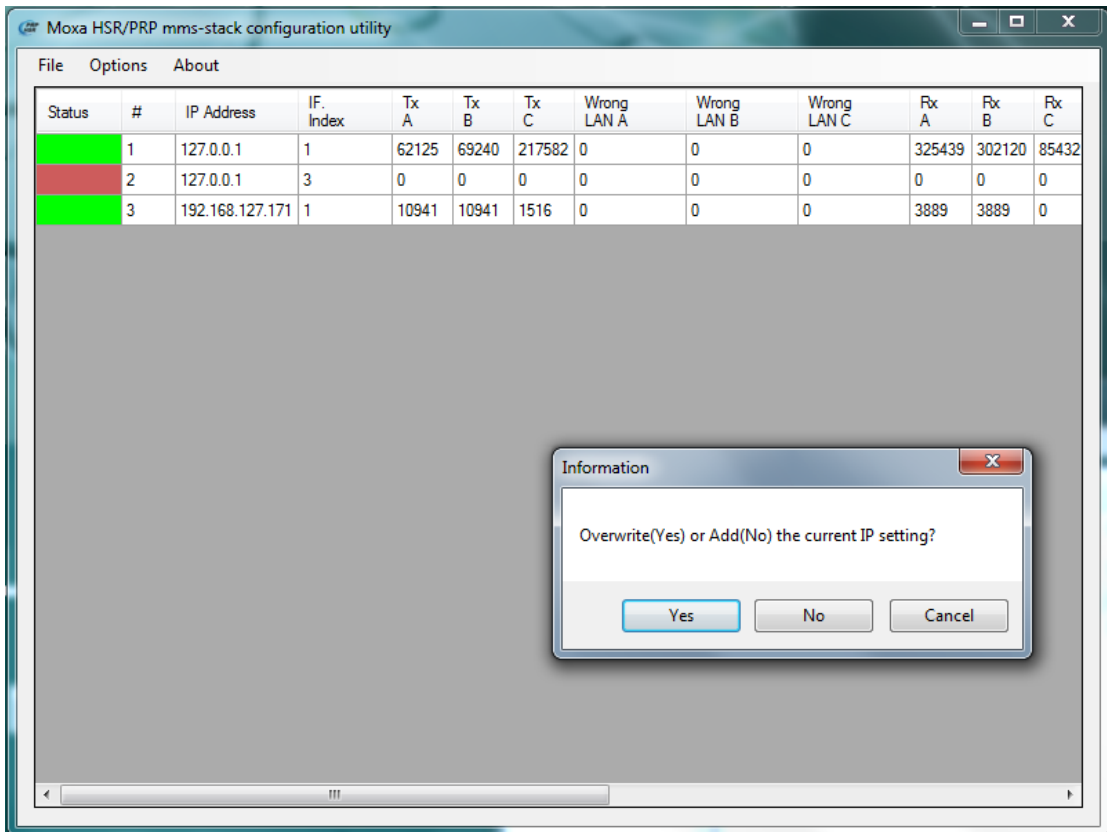 Moxa HSR/PRP mms-stack configuration utility
File Options About
Status # IP Address IF. Index Tx A Tx B Tx C Wrong LAN A Wrong LAN B Wrong LAN C Rx A Rx B Rx C
1 127.0.0.1 1 62125 69240 217582 0 0 0 325439 302120 85432
2 127.0.0.1 3 0 0 0 0 0 0 0 0 0
3 192.168.127.171 1 10941 10941 1516 0 0 0 3889 3889 0
Information
Overwrite(Yes) or Add(No) the current IP setting?
Yes No Cancel